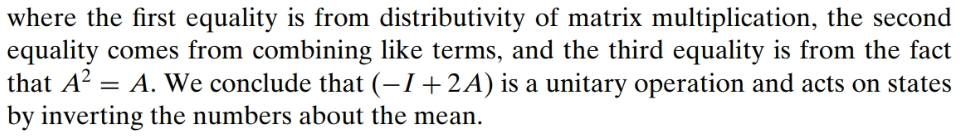 where the first equality is from distributivity of matrix multiplication, the second
equality comes from combining like terms, and the third equality is from the fact
that A² = A. We conclude that (−I + 2A) is a unitary operation and acts on states
by inverting the numbers about the mean.